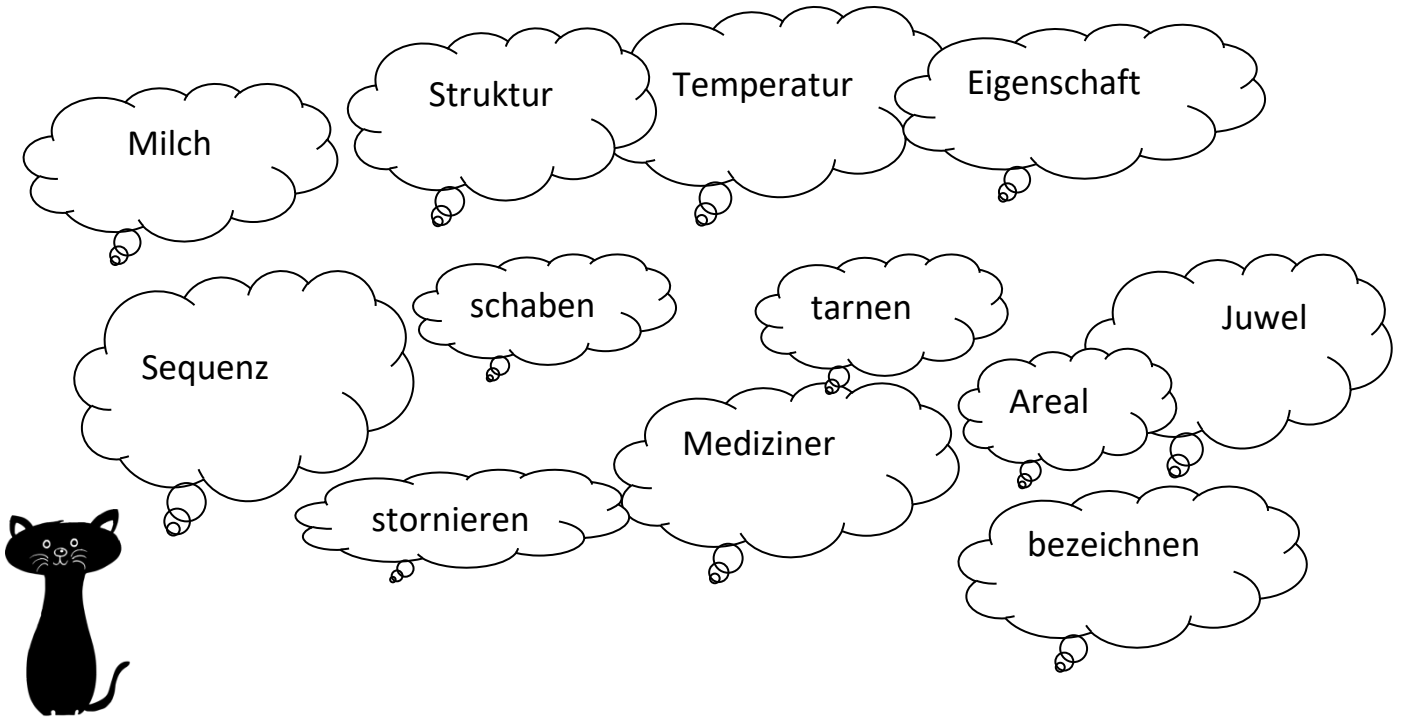 Milch
Struktur
Temperatur
Eigenschaft
Sequenz
schaben
tarnen
Juwel
Areal
Mediziner
stornieren
bezeichnen